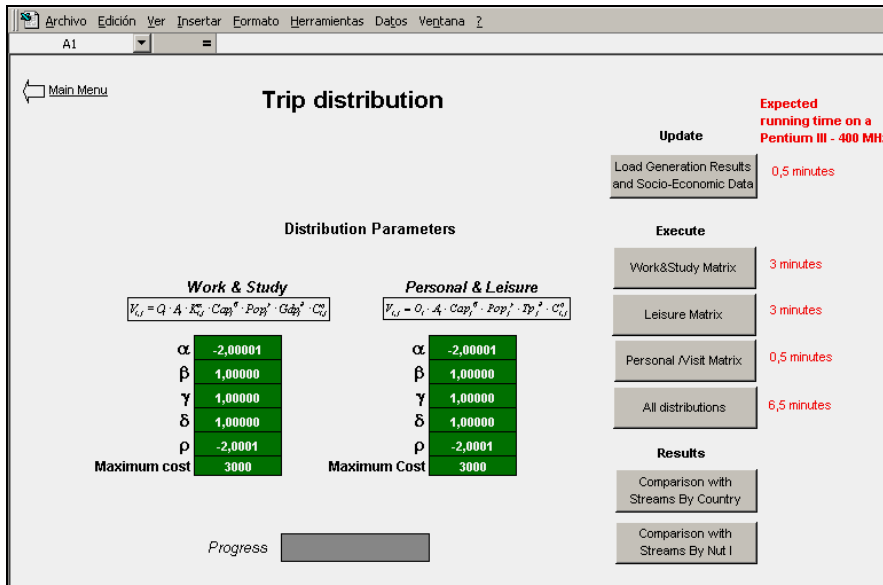 Archivo Edición Ver Insertar Formato Herramientas Datos Ventana ?
A1 =
Main Menu
Trip distribution
Expected
running time on a
Pentium III - 400 MHz
Update
Load Generation Results
and Socio-Economic Data
0,5 minutes
Distribution Parameters
Execute
Work&Study Matrix
3 minutes
Work & Study
Personal & Leisure
Leisure Matrix
3 minutes
Personal /Visit Matrix
0,5 minutes
All distributions
6,5 minutes
α -2,00001
β 1,00000
γ 1,00000
δ 1,00000
ρ -2,0001
Maximum cost 3000
α -2,00001
β 1,00000
γ 1,00000
δ 1,00000
ρ -2,0001
Maximum Cost 3000
Results
Comparison with
Streams By Country
Comparison with
Streams By Nut I
Progress